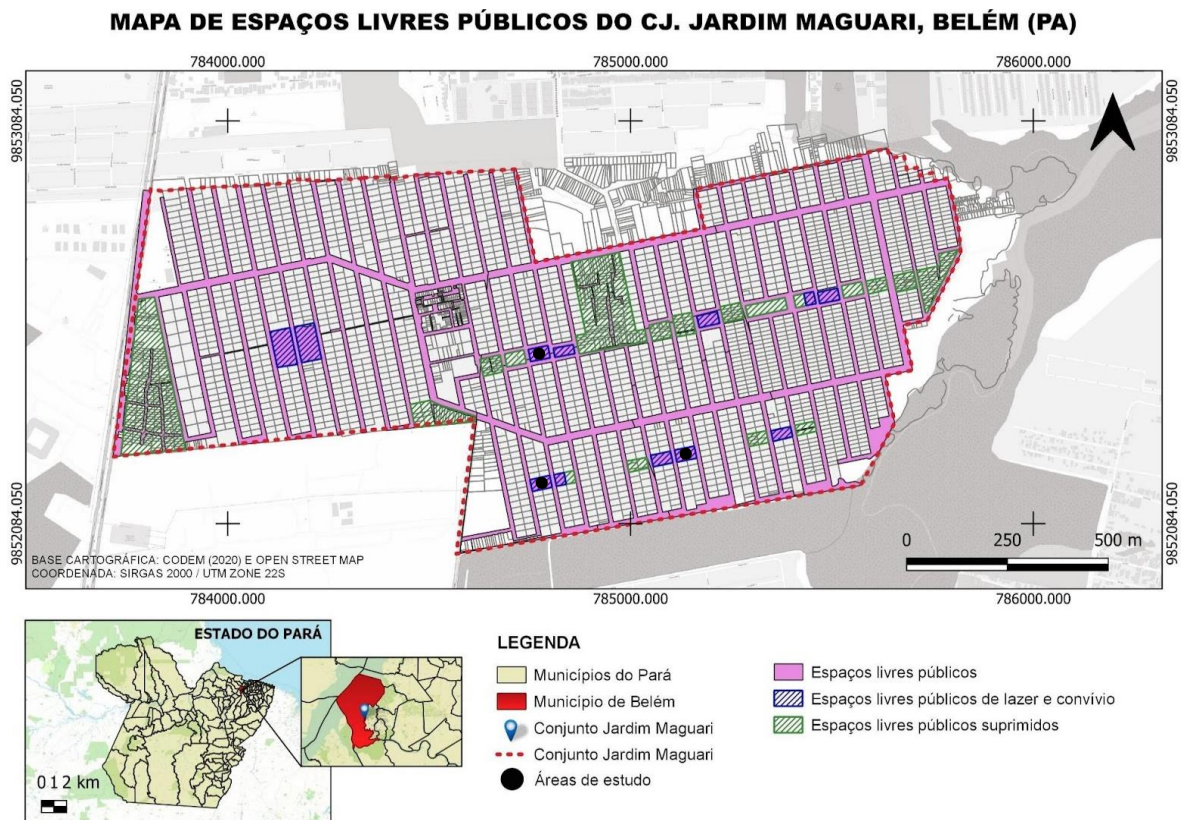 MAPA DE ESPAÇOS LIVRES PÚBLICOS DO CJ. JARDIM MAGUARI, BELÉM (PA)
784000.000 785000.000 786000.000
9853084.050 9853084.050
9852084.050 9852084.050
0 250 500 m
BASE CARTOGRÁFICA: CODEM (2020) E OPEN STREET MAP
COORDENADA: SIRGAS 2000 / UTM ZONE 22S
784000.000 785000.000 786000.000
ESTADO DO PARÁ
0 1 2 km
LEGENDA
Municípios do Pará
Município de Belém
Conjunto Jardim Maguari
Conjunto Jardim Maguari
Áreas de estudo
Espaços livres públicos
Espaços livres públicos de lazer e convívio
Espaços livres públicos suprimidos